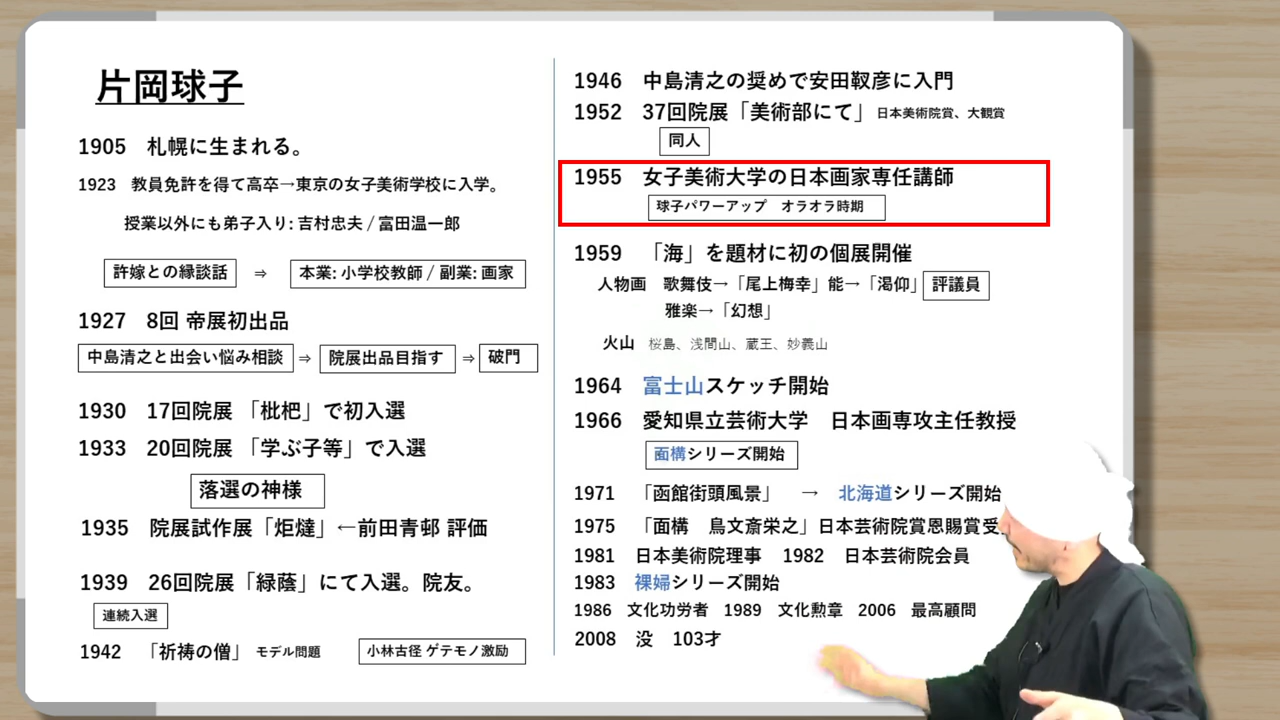 片岡球子
1905 札幌に生まれる。
1923 教員免許を得て高卒→東京の女子美術学校に入学。
授業以外にも弟子入り: 吉村忠夫 / 富田温一郎
許嫁との縁談話 ⇒ 本業: 小学校教師 / 副業: 画家
1927 8回 帝展初出品
中島清之と出会い悩み相談 ⇒ 院展出品目指す ⇒ 破門
1930 17回院展 「枇杷」で初入選
1933 20回院展 「学ぶ子等」で入選
落選の神様
1935 院展試作展「炬燵」←前田青邨 評価
1939 26回院展「緑蔭」にて入選。院友。
連続入選
1942 「祈祷の僧」 モデル問題 小林古径 ゲテモノ激励
1946 中島清之の奨めで安田靫彦に入門
1952 37回院展「美術部にて」 日本美術院賞、大観賞
同人
1955 女子美術大学の日本画家専任講師
球子パワーアップ オラオラ時期
1959 「海」を題材に初の個展開催
人物画 歌舞伎→「尾上梅幸」能→「渇仰」 評議員
雅楽→「幻想」
火山 桜島、浅間山、蔵王、妙義山
1964 富士山スケッチ開始
1966 愛知県立芸術大学 日本画専攻主任教授
面構シリーズ開始
1971 「函館街頭風景」 → 北海道シリーズ開始
1975 「面構 鳥文斎栄之」日本芸術院賞恩賜賞受
1981 日本美術院理事 1982 日本芸術院会員
1983 裸婦シリーズ開始
1986 文化功労者 1989 文化勲章 2006 最高顧問
2008 没 103才